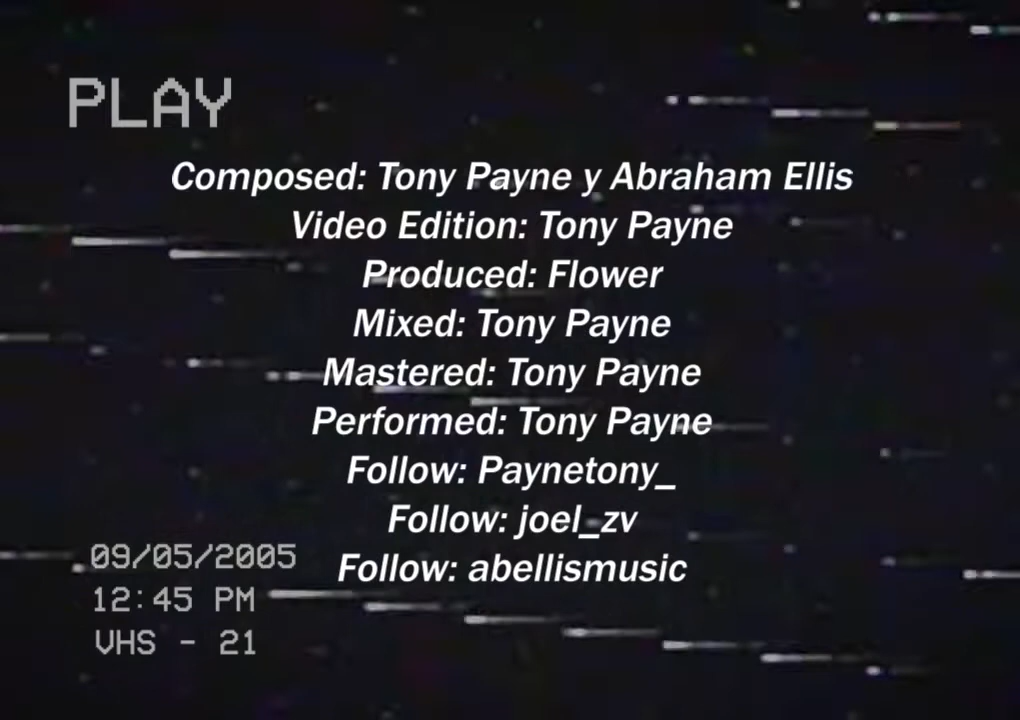 PLAY
Composed: Tony Payne y Abraham Ellis
Video Edition: Tony Payne
Produced: Flower
Mixed: Tony Payne
Mastered: Tony Payne
Performed: Tony Payne
Follow: Paynetony_
Follow: joel_zv
Follow: abellismusic
09/05/2005
12:45 PM
VHS - 21